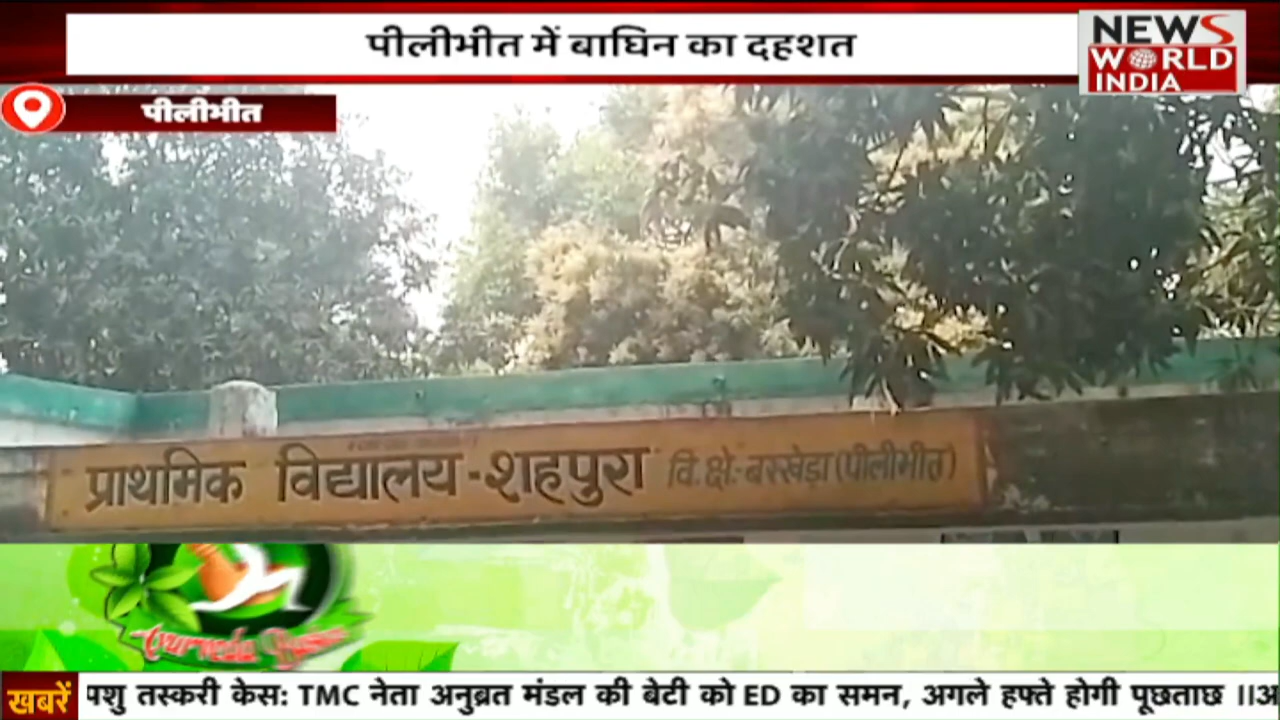 पीलीभीत में बाघिन का दहशत
NEWS
WORLD
INDIA
पीलीभीत
प्राथमिक विद्यालय-शहपुरा वि.क्षे.-बरखेड़ा (पीलीभीत)
खबरें
पशु तस्करी केस: TMC नेता अनुब्रत मंडल की बेटी को ED का समन, अगले हफ्ते होगी पूछताछ ।।अ